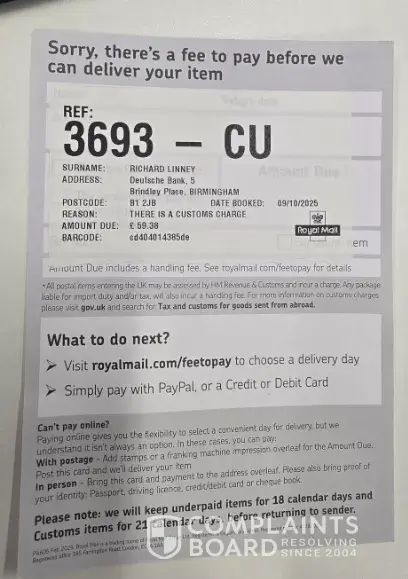 Sorry, there's a fee to pay before we
can deliver your item
REF:
3693 – CU
SURNAME: RICHARD LINNEY
ADDRESS: Deutsche Bank, 5
Brindley Place, BIRMINGHAM
POSTCODE: B1 2JB DATE BOOKED: 09/10/2025
REASON: THERE IS A CUSTOMS CHARGE
AMOUNT DUE: £ 59.38
BARCODE: cd404014385de
Amount Due
Royal Mail
em
Amount Due includes a handling fee. See royalmail.com/feetopay for details
*All postal items entering the UK may be assessed by HM Revenue & Customs and incur a charge. Any package
liable for import duty and/or tax, will also incur a handling fee. For more information on customs charges
please visit gov.uk and search for Tax and customs for goods sent from abroad.
What to do next?
➤ Visit royalmail.com/feetopay to choose a delivery day
➤ Simply pay with PayPal, or a Credit or Debit Card
Can't pay online?
Paying online gives you the flexibility to select a convenient day for delivery, but we
understand it isn't always an option. In these cases, you can pay:
With postage - Add stamps or a franking machine impression overleaf for the Amount Due.
Post this card and we'll deliver your item
In person - Bring this card and payment to the address overleaf. Please also bring proof of
your identity: Passport, driving licence, credit/debit card or cheque book.
Please note: we will keep underpaid items for 18 calendar days and
Customs items for 21 calendar days, before returning to sender.
COMPLAINTS
BOARD RESOLVING
SINCE 2004